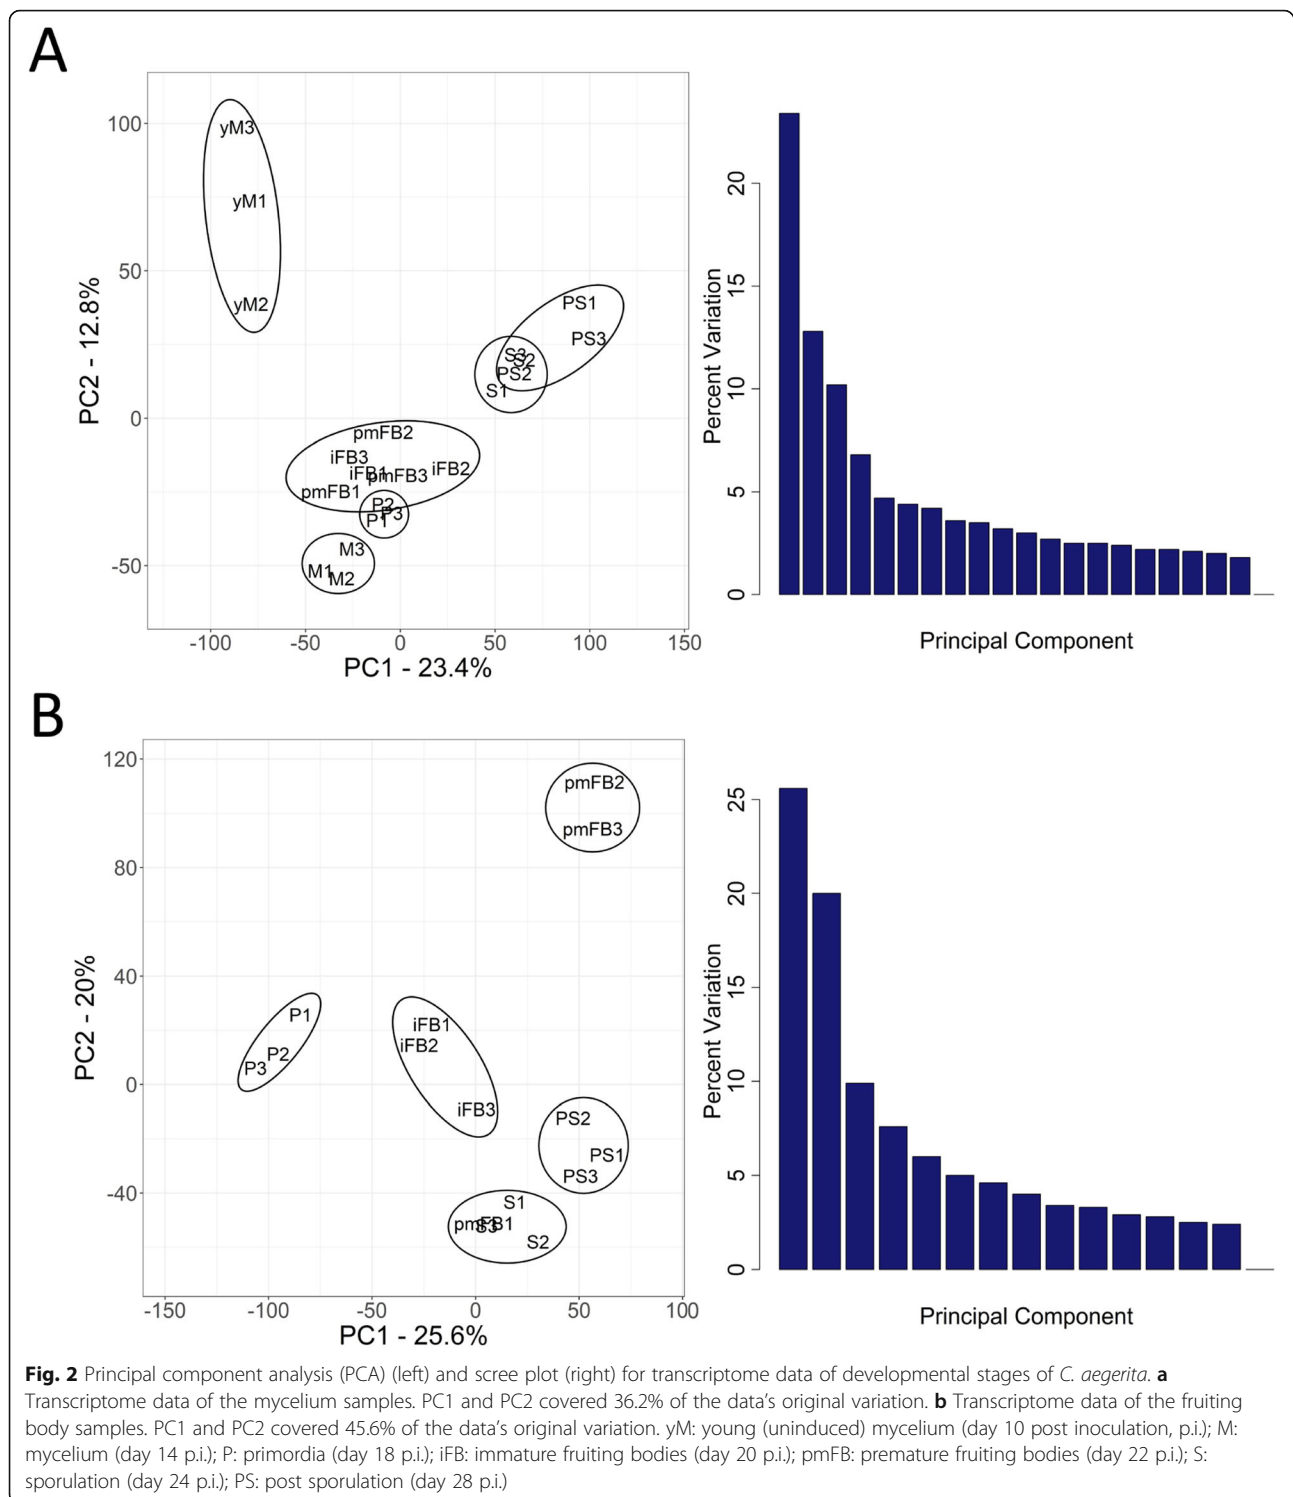 A
100
50
0
-50
PC2 - 12.8%
yM3
yM1
yM2
PS1
PS3
S3
S2
PS2
S1
pmFB2
iFB3
iFB1
pmFB3
iFB2
pmFB1
P2
P3
P1
M3
M1
M2
-100
-50
0
50
100
150
PC1 - 23.4%
20
15
10
5
0
Percent Variation
Principal Component
B
120
80
40
0
-40
PC2 - 20%
pmFB2
pmFB3
P1
P2
P3
iFB1
iFB2
iFB3
PS2
PS1
PS3
S1
pmFB1
S3
S2
-150
-100
-50
0
50
100
PC1 - 25.6%
25
20
15
10
5
0
Percent Variation
Principal Component
Fig. 2 Principal component analysis (PCA) (left) and scree plot (right) for transcriptome data of developmental stages of C. aegerita. a
Transcriptome data of the mycelium samples. PC1 and PC2 covered 36.2% of the data's original variation. b Transcriptome data of the fruiting
body samples. PC1 and PC2 covered 45.6% of the data's original variation. yM: young (uninduced) mycelium (day 10 post inoculation, p.i.); M:
mycelium (day 14 p.i.); P: primordia (day 18 p.i.); iFB: immature fruiting bodies (day 20 p.i.); pmFB: premature fruiting bodies (day 22 p.i.); S:
sporulation (day 24 p.i.); PS: post sporulation (day 28 p.i.)